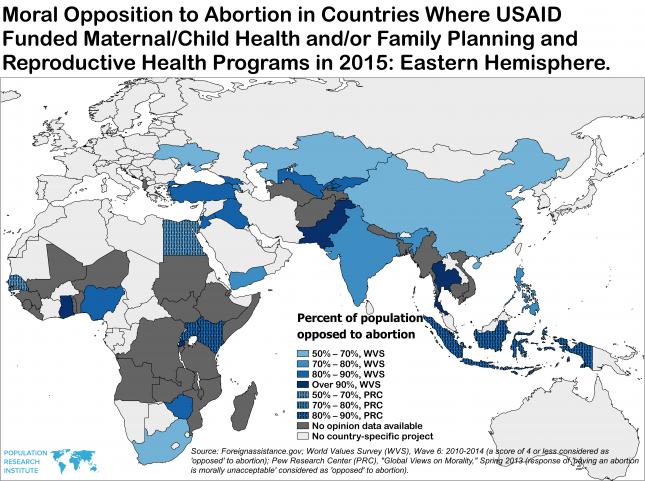 Moral Opposition to Abortion in Countries Where USAID
Funded Maternal/Child Health and/or Family Planning and
Reproductive Health Programs in 2015: Eastern Hemisphere.
Percent of population
opposed to abortion
50% – 70%, WVS
70% – 80%, WVS
80% – 90%, WVS
Over 90%, WVS
50% – 70%, PRC
70% – 80%, PRC
80% – 90%, PRC
No opinion data available
No country-specific project
POPULATION
RESEARCH
INSTITUTE
Source: Foreignassistance.gov; World Values Survey (WVS), Wave 6: 2010-2014 (a score of 4 or less considered as
'opposed' to abortion); Pew Research Center (PRC), "Global Views on Morality," Spring 2013 (response of 'having an abortion
is morally unacceptable' considered as 'opposed' to abortion).